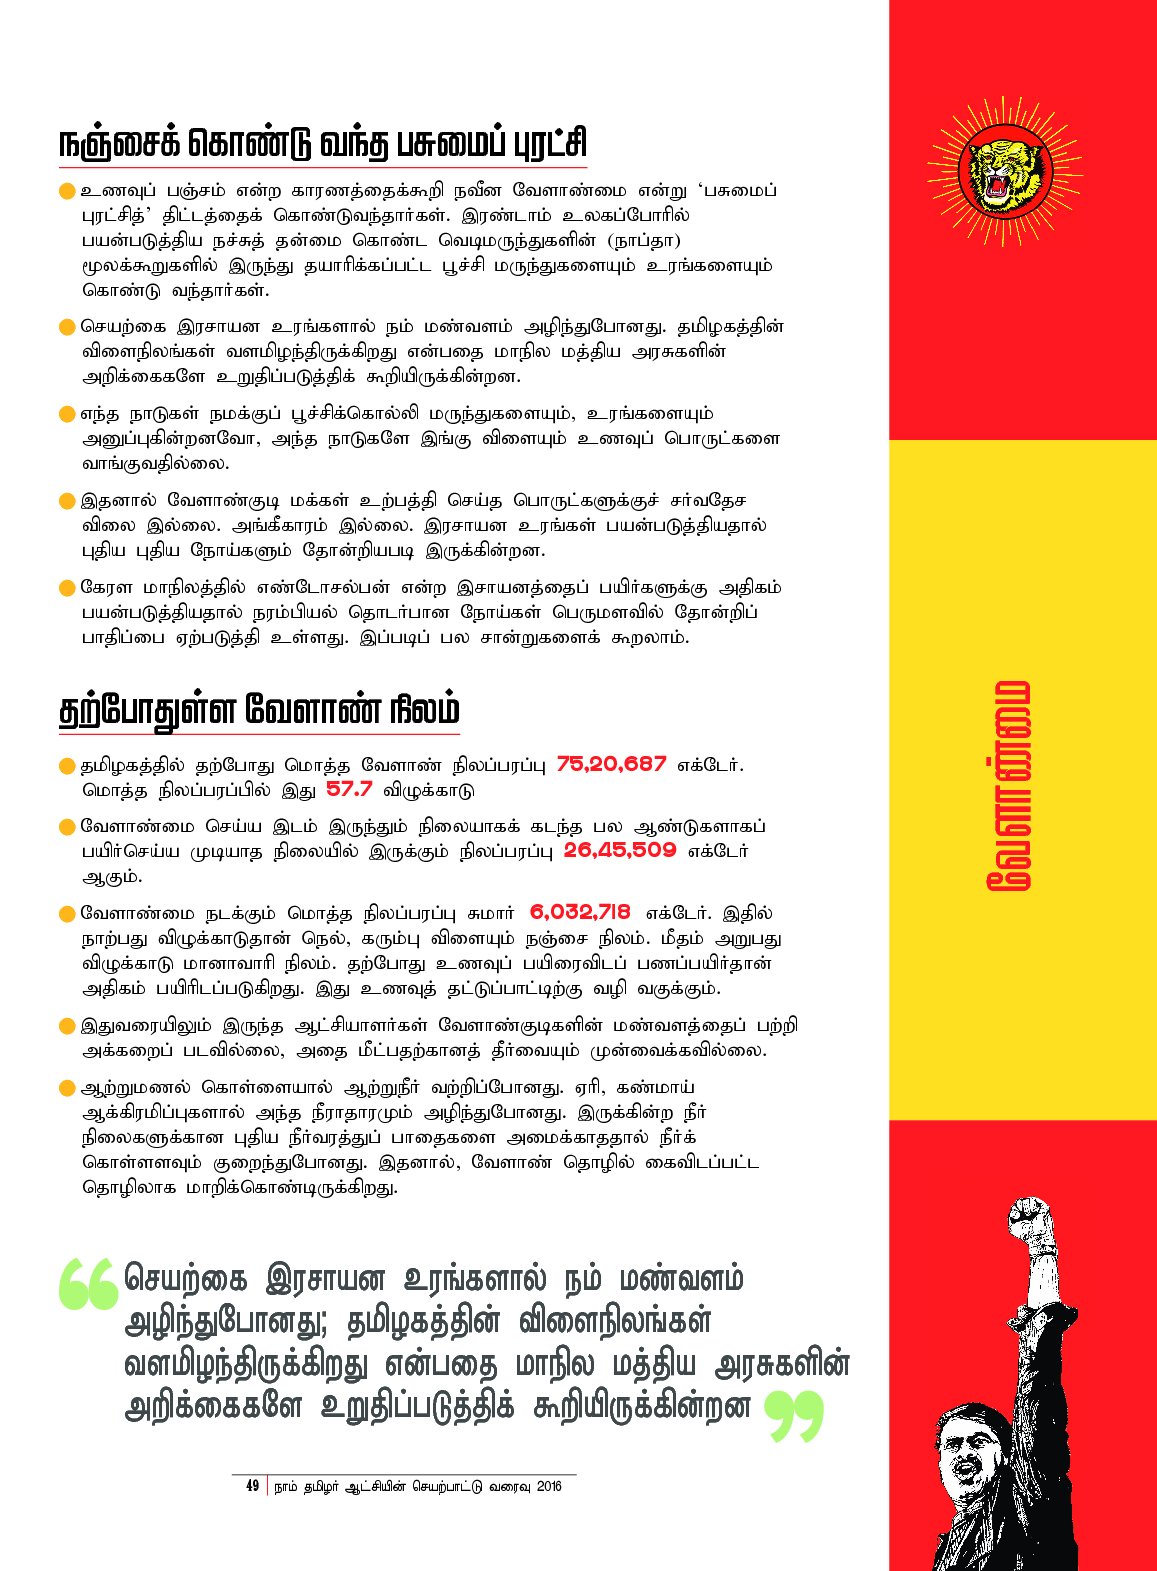 நஞ்சைக் கொண்டு வந்த பசுமைப் புரட்சி
உணவுப் பஞ்சம் என்ற காரணத்தைக்கூறி நவீன வேளாண்மை என்று ‘பசுமைப்
புரட்சித்’ திட்டத்தைக் கொண்டுவந்தார்கள். இரண்டாம் உலகப்போரில்
பயன்படுத்திய நச்சுத் தன்மை கொண்ட வெடிமருந்துகளின் (நாப்தா)
மூலக்கூறுகளில் இருந்து தயாரிக்கப்பட்ட பூச்சி மருந்துகளையும் உரங்களையும்
கொண்டு வந்தார்கள்.
செயற்கை இரசாயன உரங்களால் நம் மண்வளம் அழிந்துபோனது. தமிழகத்தின்
விளைநிலங்கள் வளமிழந்திருக்கிறது என்பதை மாநில மத்திய அரசுகளின்
அறிக்கைகளே உறுதிப்படுத்திக் கூறியிருக்கின்றன.
எந்த நாடுகள் நமக்குப் பூச்சிக்கொல்லி மருந்துகளையும், உரங்களையும்
அனுப்புகின்றனவோ, அந்த நாடுகளே இங்கு விளையும் உணவுப் பொருட்களை
வாங்குவதில்லை.
இதனால் வேளாண்குடி மக்கள் உற்பத்தி செய்த பொருட்களுக்குச் சர்வதேச
விலை இல்லை. அங்கீகாரம் இல்லை. இரசாயன உரங்கள் பயன்படுத்தியதால்
புதிய புதிய நோய்களும் தோன்றியபடி இருக்கின்றன.
கேரள மாநிலத்தில் எண்டோசல்பன் என்ற இசாயனத்தைப் பயிர்களுக்கு அதிகம்
பயன்படுத்தியதால் நரம்பியல் தொடர்பான நோய்கள் பெருமளவில் தோன்றிப்
பாதிப்பை ஏற்படுத்தி உள்ளது. இப்படிப் பல சான்றுகளைக் கூறலாம்.
தற்போதுள்ள வேளாண் நிலம்
தமிழகத்தில் தற்போது மொத்த வேளாண் நிலப்பரப்பு 75,20,687 எக்டேர்.
மொத்த நிலப்பரப்பில் இது 57.7 விழுக்காடு
வேளாண்மை செய்ய இடம் இருந்தும் நிலையாகக் கடந்த பல ஆண்டுகளாகப்
பயிர்செய்ய முடியாத நிலையில் இருக்கும் நிலப்பரப்பு 26,45,509 எக்டேர்
ஆகும்.
வேளாண்மை நடக்கும் மொத்த நிலப்பரப்பு சுமார் 6,032,718 எக்டேர். இதில்
நாற்பது விழுக்காடுதான் நெல், கரும்பு விளையும் நஞ்சை நிலம். மீதம் அறுபது
விழுக்காடு மானாவாரி நிலம். தற்போது உணவுப் பயிரைவிடப் பணப்பயிர்தான்
அதிகம் பயிரிடப்படுகிறது. இது உணவுத் தட்டுப்பாட்டிற்கு வழி வகுக்கும்.
இதுவரையிலும் இருந்த ஆட்சியாளர்கள் வேளாண்குடிகளின் மண்வளத்தைப் பற்றி
அக்கறைப் படவில்லை, அதை மீட்பதற்கானத் தீர்வையும் முன்வைக்கவில்லை.
ஆற்றுமணல் கொள்ளையால் ஆற்றுநீர் வற்றிப்போனது. ஏரி, கண்மாய்
ஆக்கிரமிப்புகளால் அந்த நீராதாரமும் அழிந்துபோனது. இருக்கின்ற நீர்
நிலைகளுக்கான புதிய நீர்வரத்துப் பாதைகளை அமைக்காததால் நீர்க்
கொள்ளளவும் குறைந்துபோனது. இதனால், வேளாண் தொழில் கைவிடப்பட்ட
தொழிலாக மாறிக்கொண்டிருக்கிறது.
“செயற்கை இரசாயன உரங்களால் நம் மண்வளம்
அழிந்துபோனது; தமிழகத்தின் விளைநிலங்கள்
வளமிழந்திருக்கிறது என்பதை மாநில மத்திய அரசுகளின்
அறிக்கைகளே உறுதிப்படுத்திக் கூறியிருக்கின்றன”
49 நாம் தமிழர் ஆட்சியின் செயற்பாட்டு வரைவு 2016
வேளாண்மை